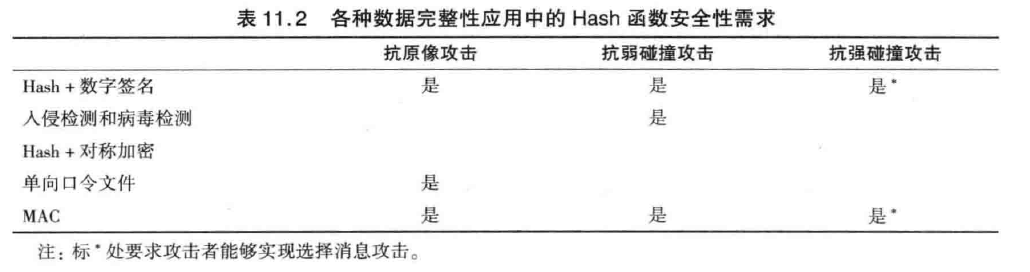 表 11.2 各种数据完整性应用中的 Hash 函数安全性需求
抗原像攻击 抗弱碰撞攻击 抗强碰撞攻击
Hash + 数字签名 是 是 是*
入侵检测和病毒检测 是
Hash + 对称加密
单向口令文件 是
MAC 是 是 是*
注：标*处要求攻击者能够实现选择消息攻击。